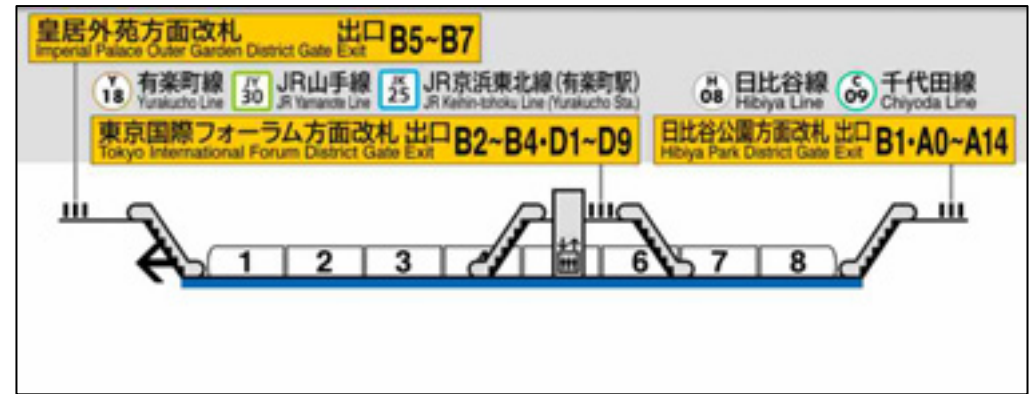 皇居外苑方面改札 出口 B5~B7
Imperial Palace Outer Garden District Gate Exit
Y 18 有楽町線 JY 30 JR山手線 JK 25 JR京浜東北線(有楽町駅)
Yurakucho Line JR Yamanote Line JR Keihin-tohoku Line (Yurakucho Sta.)
H 08 日比谷線 C 09 千代田線
Hibiya Line Chiyoda Line
東京国際フォーラム方面改札 出口 B2~B4・D1~D9
Tokyo International Forum District Gate Exit
日比谷公園方面改札 出口 B1・A0~A14
Hibiya Park District Gate Exit
1 2 3 4 6 7 8